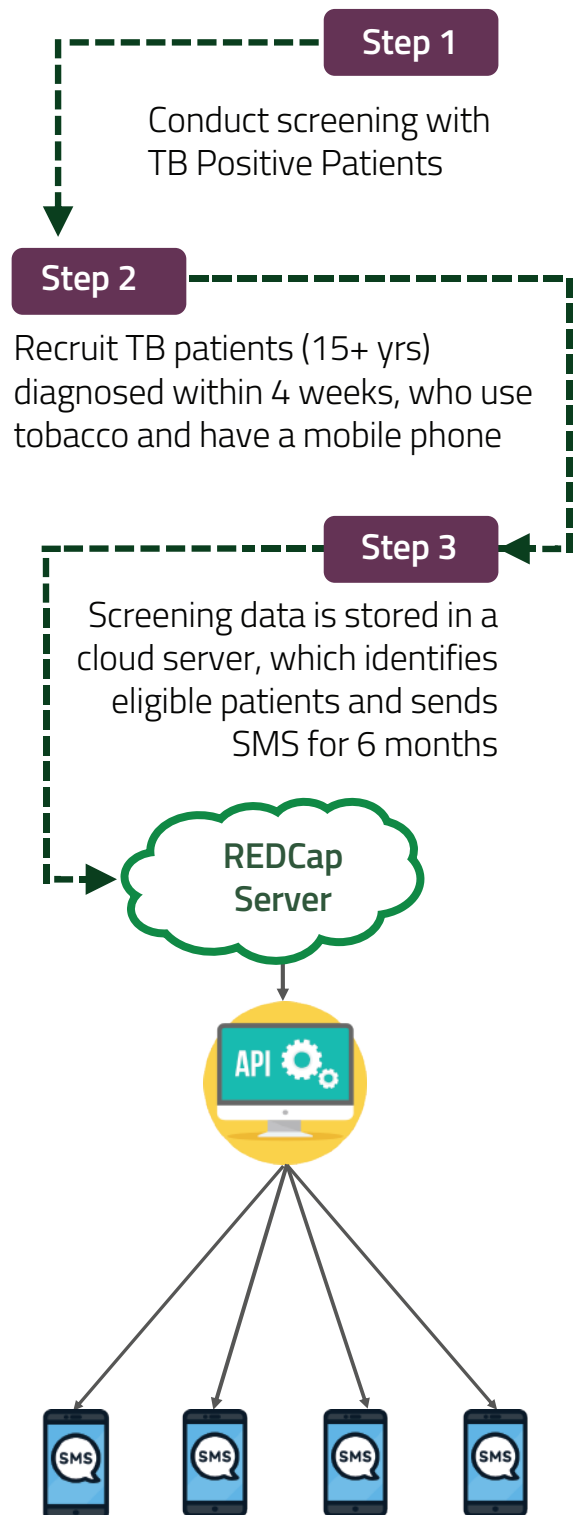 Step 1
Conduct screening with
TB Positive Patients
Step 2
Recruit TB patients (15+ yrs)
diagnosed within 4 weeks, who use
tobacco and have a mobile phone
Step 3
Screening data is stored in a
cloud server, which identifies
eligible patients and sends
SMS for 6 months
REDCap
Server
API
SMS SMS SMS SMS